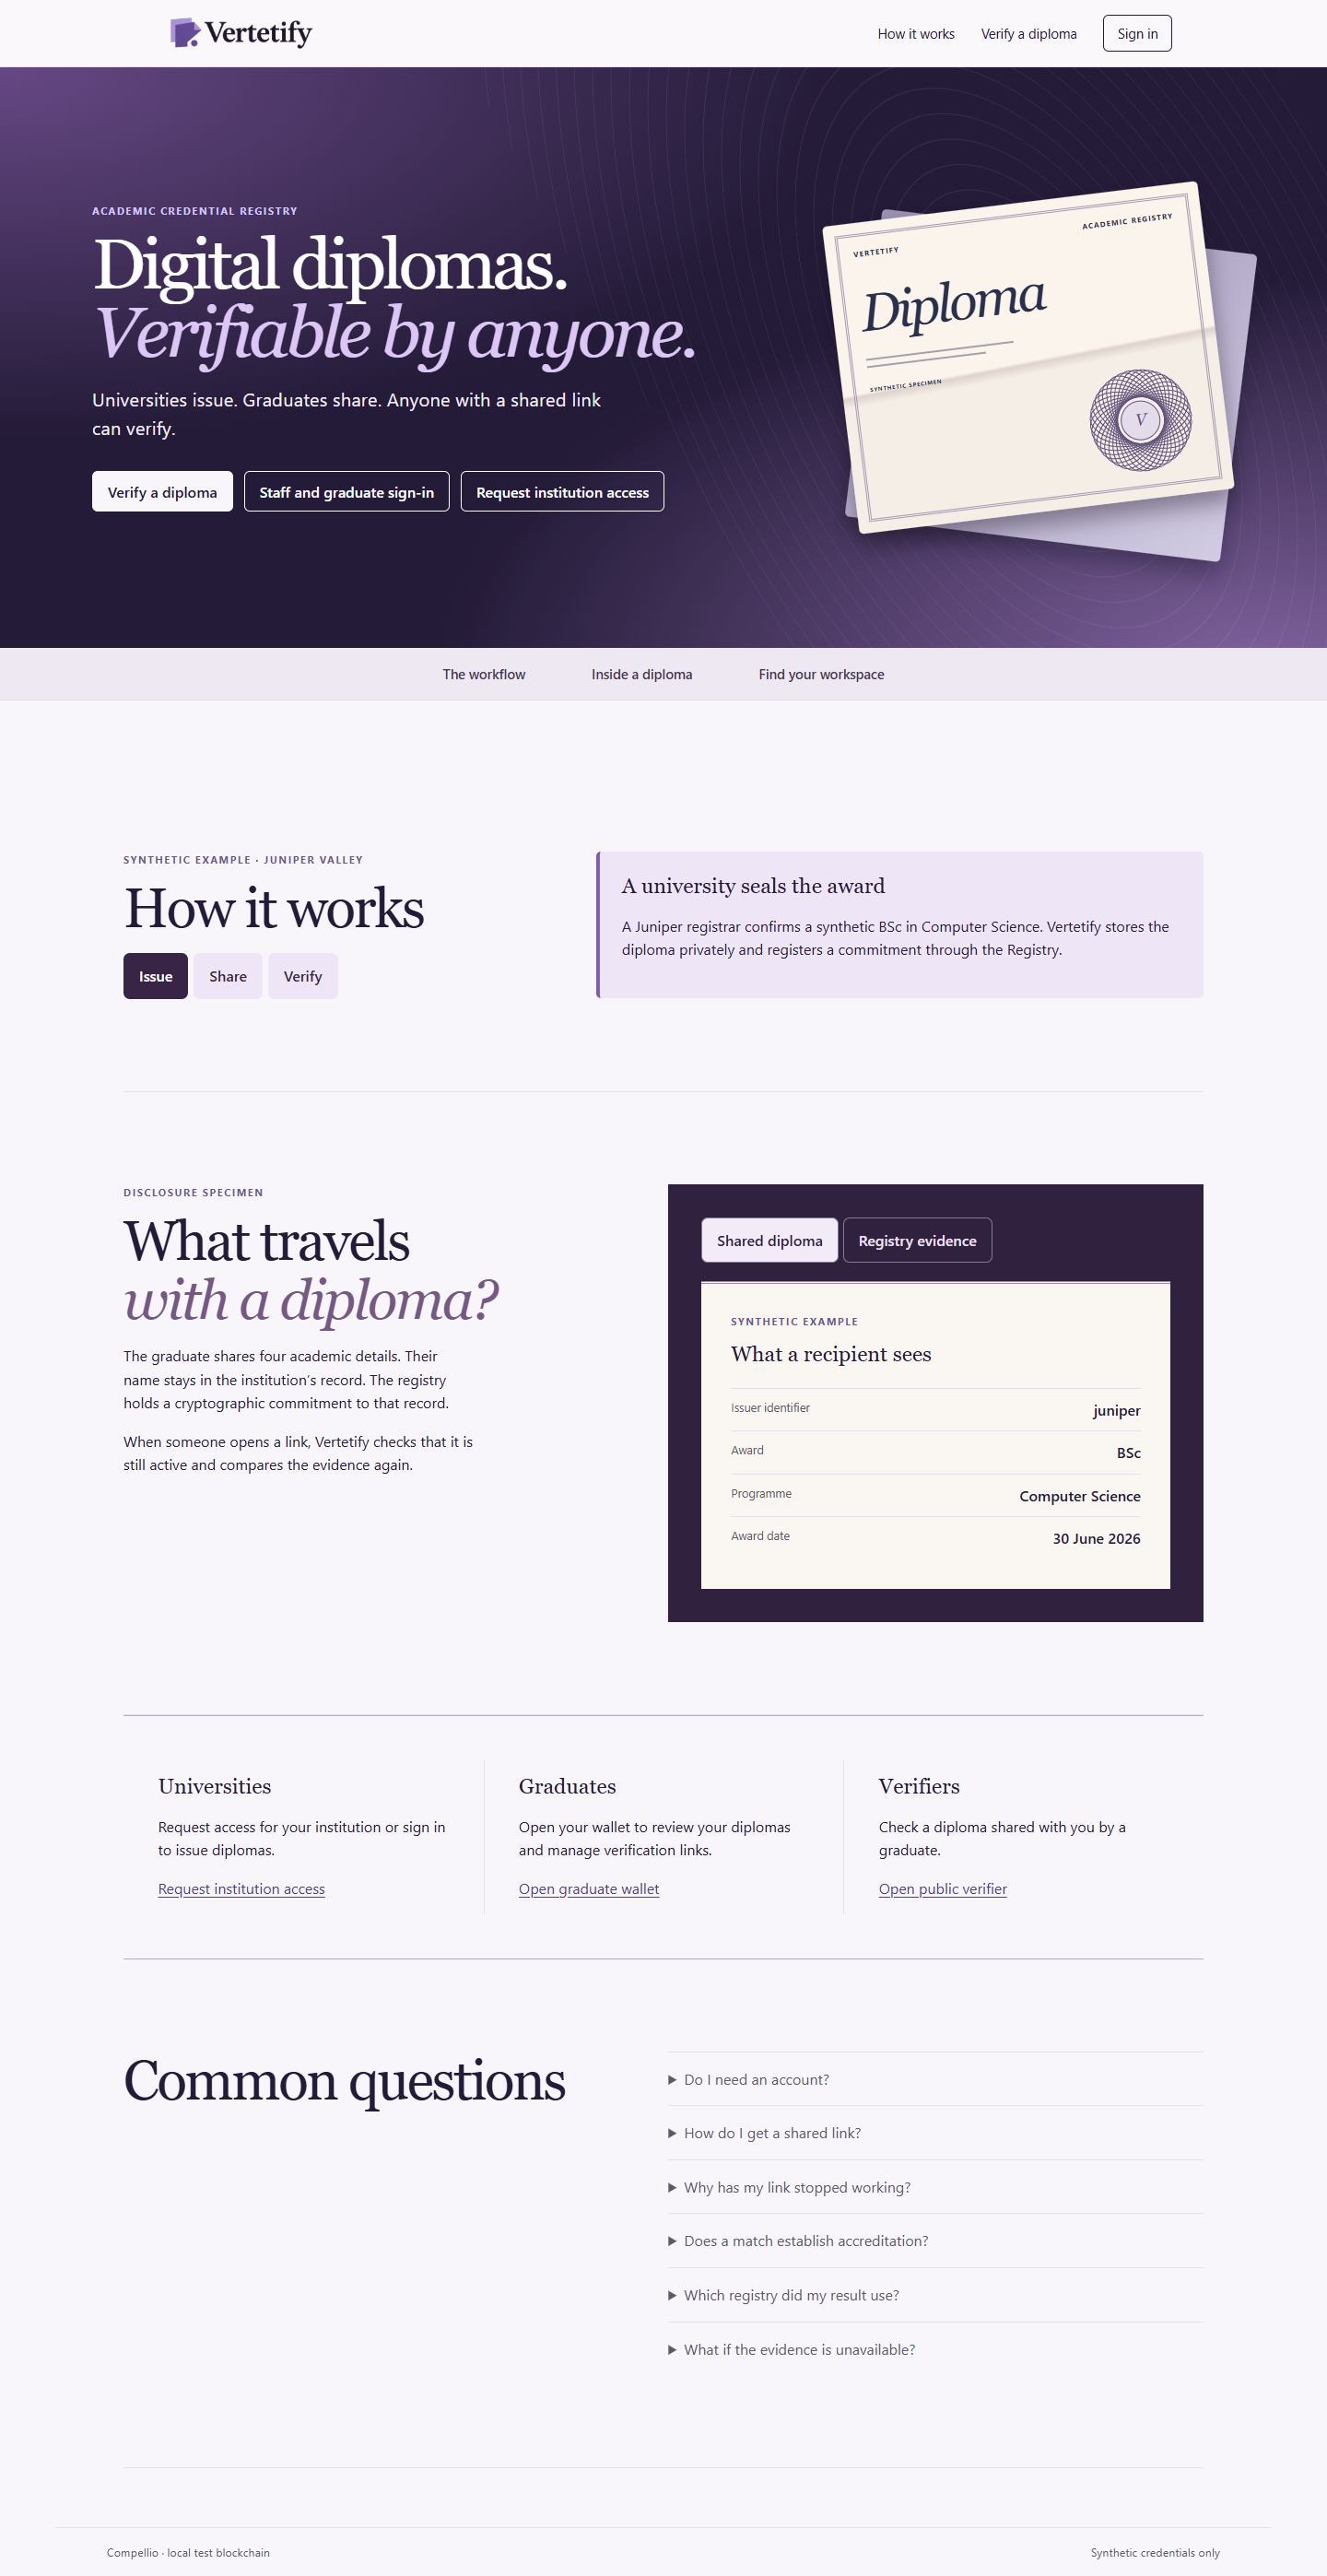 Vertetify
How it works
Verify a diploma
Sign in
ACADEMIC CREDENTIAL REGISTRY
Digital diplomas.
Verifiable by anyone.
Universities issue. Graduates share. Anyone with a shared link
can verify.
Verify a diploma
Staff and graduate sign-in
Request institution access
VERTETIFY
ACADEMIC REGISTRY
Diploma
SYNTHETIC SPECIMEN
V
The workflow
Inside a diploma
Find your workspace
SYNTHETIC EXAMPLE · JUNIPER VALLEY
How it works
Issue
Share
Verify
A university seals the award
A Juniper registrar confirms a synthetic BSc in Computer Science. Vertetify stores the
diploma privately and registers a commitment through the Registry.
DISCLOSURE SPECIMEN
What travels
with a diploma?
The graduate shares four academic details. Their
name stays in the institution's record. The registry
holds a cryptographic commitment to that record.
When someone opens a link, Vertetify checks that it is
still active and compares the evidence again.
Shared diploma
Registry evidence
SYNTHETIC EXAMPLE
What a recipient sees
Issuer identifier
juniper
Award
BSc
Programme
Computer Science
Award date
30 June 2026
Universities
Request access for your institution or sign in
to issue diplomas.
Request institution access
Graduates
Open your wallet to review your diplomas
and manage verification links.
Open graduate wallet
Verifiers
Check a diploma shared with you by a
graduate.
Open public verifier
Common questions
Do I need an account?
How do I get a shared link?
Why has my link stopped working?
Does a match establish accreditation?
Which registry did my result use?
What if the evidence is unavailable?
Compellio · local test blockchain
Synthetic credentials only